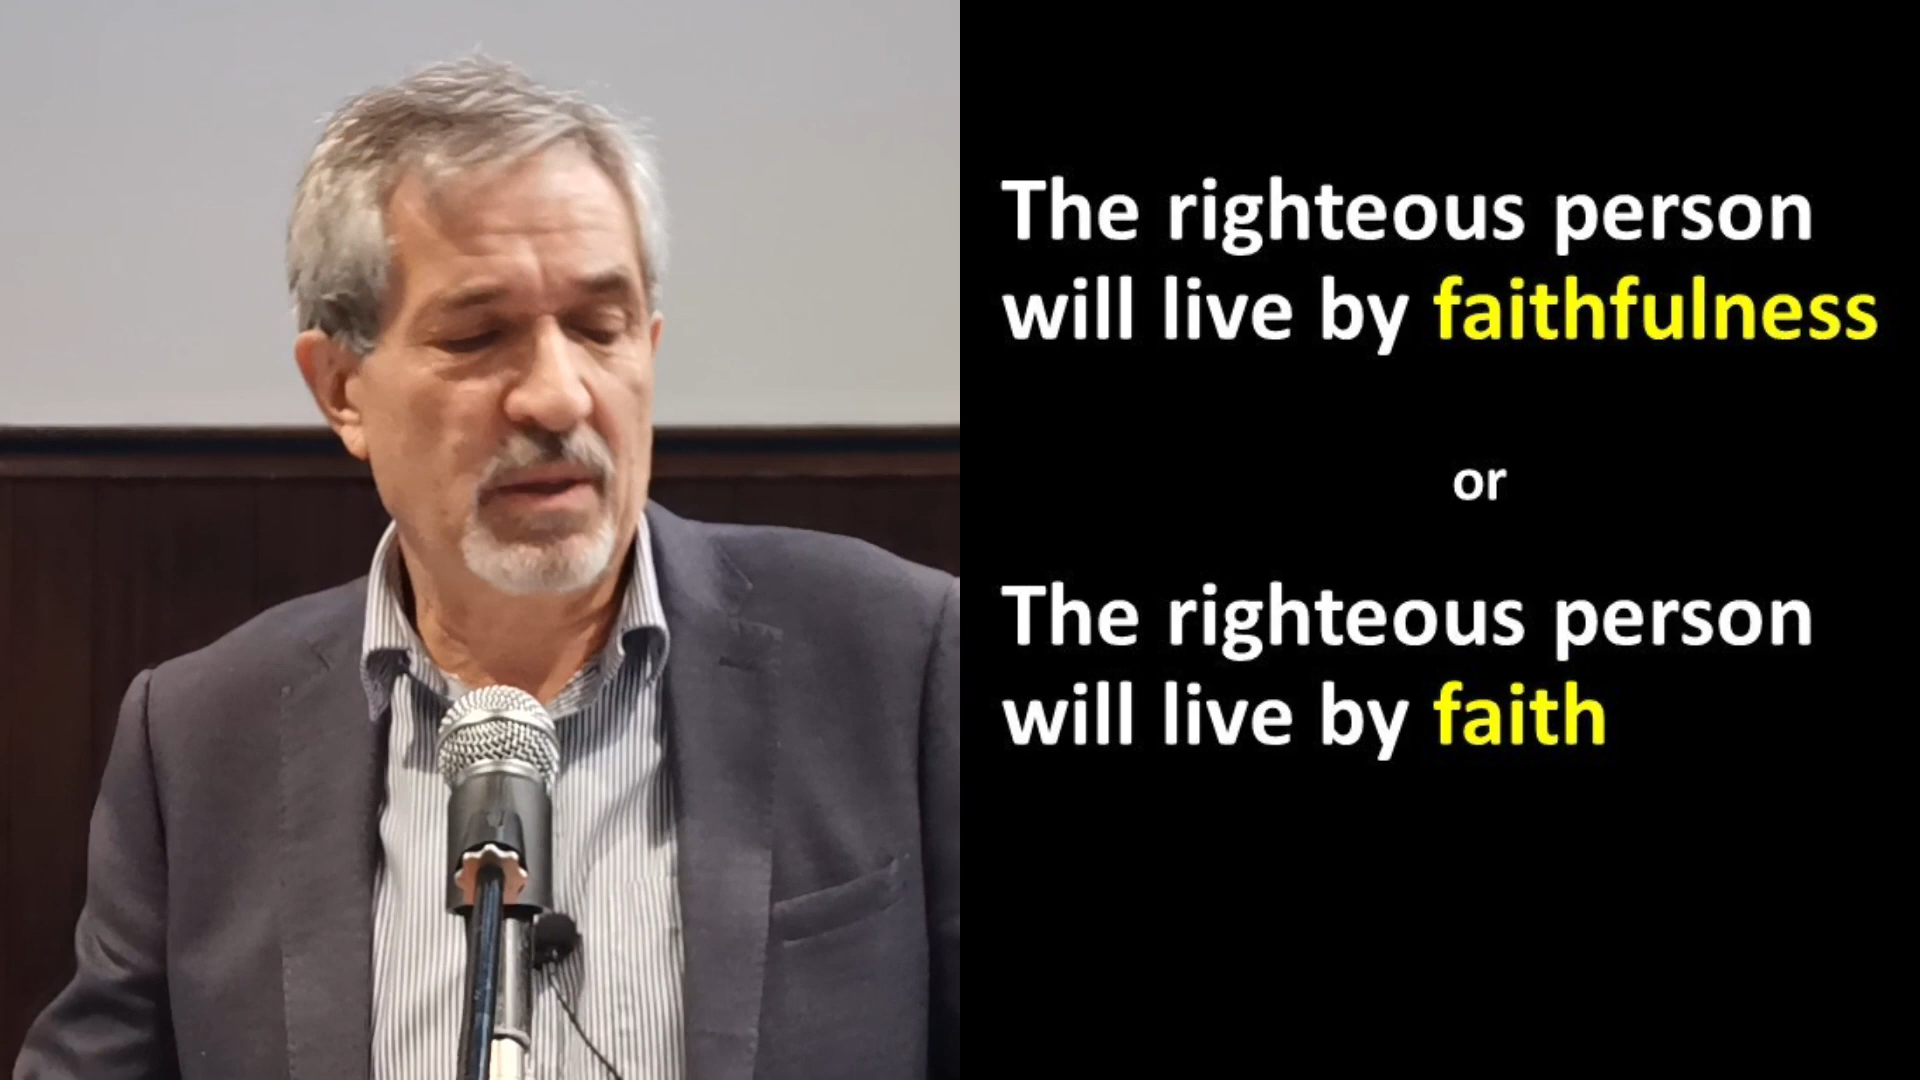 The righteous person
will live by faithfulness
or
The righteous person
will live by faith